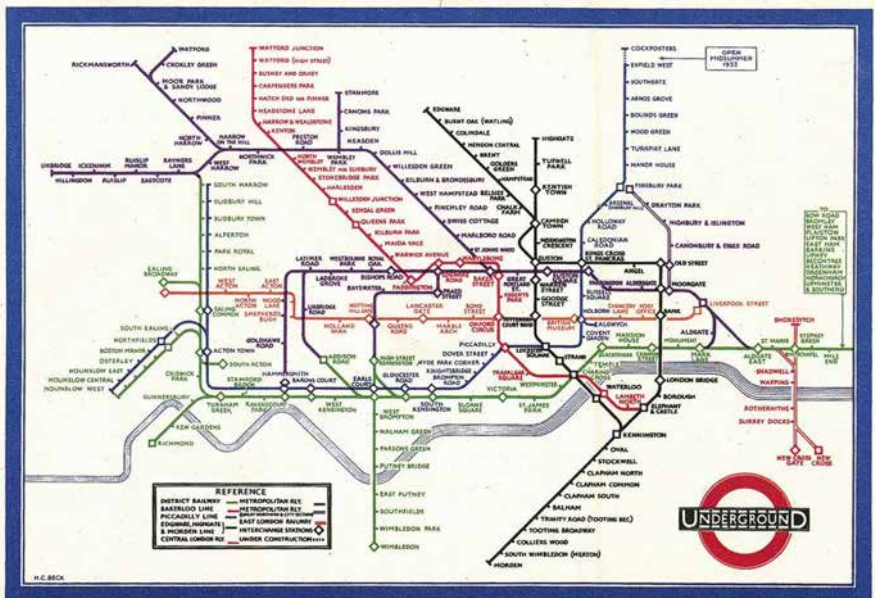 WATFORD
RICKMANSWORTH
CROXLEY GREEN
MOOR PARK
& SANDY LODGE
NORTHWOOD
PINNER
NORTH
HARROW
HARROW
ON THE HILL
WEST
HARROW
NORTHWICK
PARK
PRESTON
ROAD
WEMBLEY
PARK
NEASDEN
UXBRIDGE
ICKENHAM
RUISLIP
MANOR
RAYNERS
LANE
HILLINGDON
RUISLIP
EASTCOTE
WATFORD JUNCTION
WATFORD (HIGH STREET)
BUSHEY AND OXHEY
CARPENDERS PARK
HATCH END FOR PINNER
HEADSTONE LANE
HARROW & WEALDSTONE
KENTON
NORTH
WEMBLEY
WEMBLEY FOR SUDBURY
STONEBRIDGE PARK
HARLESDEN
WILLESDEN JUNCTION
KENSAL GREEN
QUEENS PARK
KILBURN PARK
MAIDA VALE
WARWICK AVENUE
PADDINGTON
STANMORE
CANONS PARK
KINGSBURY
DOLLIS HILL
WILLESDEN GREEN
KILBURN & BRONDESBURY
WEST HAMPSTEAD
FINCHLEY ROAD
SWISS COTTAGE
MARLBORO ROAD
ST JOHNS WOOD
MARYLEBONE
EDGWARE
BURNT OAK (WATLING)
COLINDALE
HENDON CENTRAL
BRENT
GOLDERS
GREEN
HAMPSTEAD
BELSIZE
PARK
CHALK
FARM
HIGHGATE
TUFNELL
PARK
KENTISH
TOWN
CAMDEN
TOWN
MORNINGTON
CRESCENT
EUSTON
COCKFOSTERS
ENFIELD WEST
SOUTHGATE
ARNOS GROVE
BOUNDS GREEN
WOOD GREEN
TURNPIKE LANE
MANOR HOUSE
FINSBURY PARK
OPEN
MIDSUMMER
1933
ARSENAL
DRAYTON PARK
HOLLOWAY
ROAD
HIGHBURY & ISLINGTON
CALEDONIAN
ROAD
CANONBURY & ESSEX ROAD
KINGS CROSS
ST. PANCRAS
ANGEL
OLD STREET
FARRINGDON
ALDERSGATE
MOORGATE
LIVERPOOL STREET
TO
BOW ROAD
BROMLEY
WEST HAM
PLAISTOW
UPTON PARK
EAST HAM
BARKING
UPNEY
BECONTREE
HEATHWAY
DAGENHAM
HORNCHURCH
UPMINSTER
& SOUTHEND
SOUTH HARROW
SUDBURY HILL
SUDBURY TOWN
ALPERTON
PARK ROYAL
NORTH EALING
EALING
BROADWAY
WEST
ACTON
EAST
ACTON
NORTH
ACTON
WOOD
LANE
SHEPHERDS
BUSH
EALING
COMMON
LATIMER
ROAD
WESTBOURNE
PARK
ROYAL
OAK
LADBROKE
GROVE
BISHOPS ROAD
BAYSWATER
EDGWARE
ROAD
PRAED
STREET
BAKER
STREET
GREAT
PORTLAND
ST.
REGENTS
PARK
WARREN
STREET
GOODGE
STREET
RUSSELL
SQUARE
UXBRIDGE
ROAD
HOLLAND
PARK
NOTTING
HILL GATE
QUEENS
ROAD
LANCASTER
GATE
MARBLE
ARCH
BOND
STREET
OXFORD
CIRCUS
TOTTENHAM
COURT ROAD
BRITISH
MUSEUM
HOLBORN
CHANCERY
LANE
POST
OFFICE
BANK
ALDWYCH
COVENT
GARDEN
GOLDHAWK
ROAD
ADDISON
ROAD
HIGH STREET
KENSINGTON
PICCADILLY
DOVER STREET
HYDE PARK CORNER
KNIGHTSBRIDGE
BROMPTON
ROAD
LEICESTER
SQUARE
STRAND
TRAFALGAR
SQUARE
MANSION
HOUSE
MONUMENT
BLACKFRIARS
CANNON
STREET
MARK
LANE
ALDGATE
ALDGATE
EAST
ST MARYS
STEPNEY
GREEN
WHITECHAPEL
MILE
END
SHOREDITCH
SHADWELL
WAPPING
ROTHERHITHE
SURREY DOCKS
NEW CROSS
GATE
NEW
CROSS
SOUTH EALING
NORTHFIELDS
BOSTON MANOR
OSTERLEY
HOUNSLOW EAST
HOUNSLOW CENTRAL
HOUNSLOW WEST
ACTON TOWN
SOUTH ACTON
CHISWICK
PARK
HAMMERSMITH
BARONS COURT
EARLS
COURT
GLOUCESTER
ROAD
STAMFORD
BROOK
TURNHAM
GREEN
RAVENSCOURT
PARK
WEST
KENSINGTON
SOUTH
KENSINGTON
SLOANE
SQUARE
VICTORIA
ST. JAMES
PARK
WESTMINSTER
CHARING
CROSS
TEMPLE
GUNNERSBURY
KEW GARDENS
RICHMOND
WEST
BROMPTON
WALHAM GREEN
PARSONS GREEN
PUTNEY BRIDGE
EAST PUTNEY
SOUTHFIELDS
WIMBLEDON PARK
WIMBLEDON
WATERLOO
LAMBETH
NORTH
LONDON BRIDGE
BOROUGH
ELEPHANT
& CASTLE
KENNINGTON
OVAL
STOCKWELL
CLAPHAM NORTH
CLAPHAM COMMON
CLAPHAM SOUTH
BALHAM
TRINITY ROAD (TOOTING BEC)
TOOTING BROADWAY
COLLIERS WOOD
SOUTH WIMBLEDON (MERTON)
MORDEN
REFERENCE
DISTRICT RAILWAY
BAKERLOO LINE
PICCADILLY LINE
EDGWARE, HIGHGATE
& MORDEN LINE
CENTRAL LONDON RLY.
METROPOLITAN RLY.
METROPOLITAN RLY.
(GREAT NORTHERN & CITY SECTION)
EAST LONDON RAILWAY
INTERCHANGE STATIONS
UNDER CONSTRUCTION
UNDERGROUND
H.C. BECK